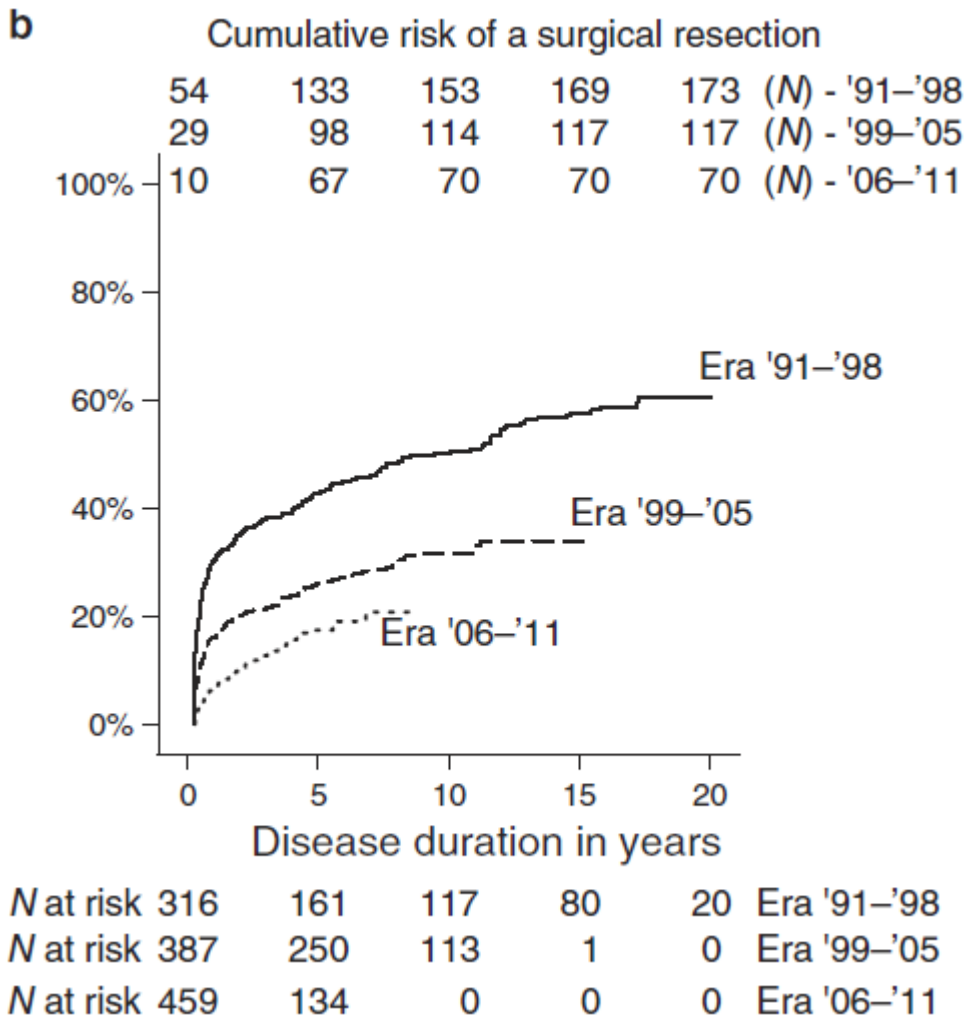 b
Cumulative risk of a surgical resection
54 133 153 169 173 (N) - '91–'98
29 98 114 117 117 (N) - '99–'05
100% 10 67 70 70 70 (N) - '06–'11
80%
Era '91–'98
60%
40%
Era '99–'05
20%
Era '06–'11
0%
0 5 10 15 20
Disease duration in years
N at risk 316 161 117 80 20 Era '91–'98
N at risk 387 250 113 1 0 Era '99–'05
N at risk 459 134 0 0 0 Era '06–'11